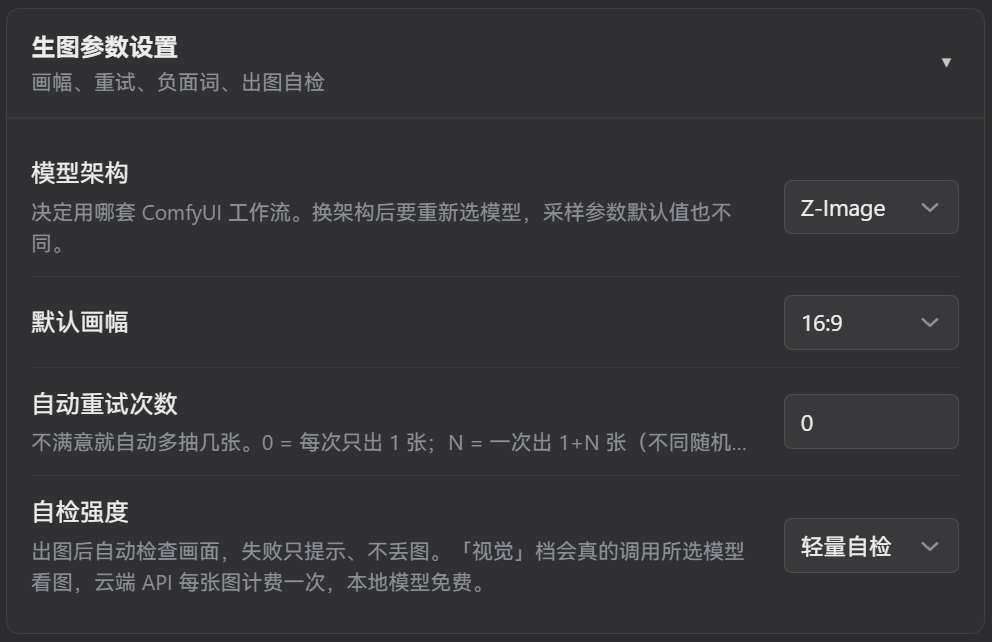 生图参数设置
画幅、重试、负面词、出图自检
模型架构
决定用哪套 ComfyUI 工作流。换架构后要重新选模型，采样参数默认值也不
同。
Z-Image
默认画幅
16:9
自动重试次数
不满意就自动多抽几张。0 = 每次只出 1 张；N = 一次出 1+N 张（不同随机...
0
自检强度
出图后自动检查画面，失败只提示、不丢图。「视觉」档会真的调用所选模型
看图，云端 API 每张图计费一次，本地模型免费。
轻量自检